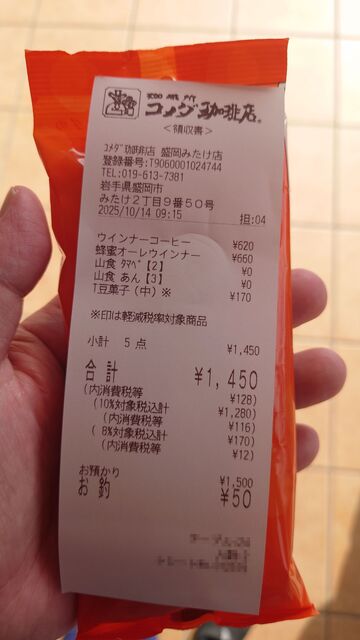 珈琲所
コメダ珈琲店®
＜領収書＞
ｺﾒﾀﾞ珈琲店 盛岡みたけ店
登録番号:T9060001024744
TEL:019-613-7381
岩手県盛岡市
みたけ２丁目９番５０号
2025/10/14 09:15 担:04
ウインナーコーヒー ¥620
蜂蜜オーレウインナー ¥660
山食 ﾀﾏﾍﾟ【2】 ¥0
山食 あん【3】 ¥0
T豆菓子（中）※ ¥170
※印は軽減税率対象商品
小計 5 点 ¥1,450
合計 ¥1,450
(内消費税等 ¥128)
(10%対象税込計 ¥1,280)
(内消費税等 ¥116)
( 8%対象税込計 ¥170)
(内消費税等 ¥12)
お預かり ¥1,500
お釣 ¥50